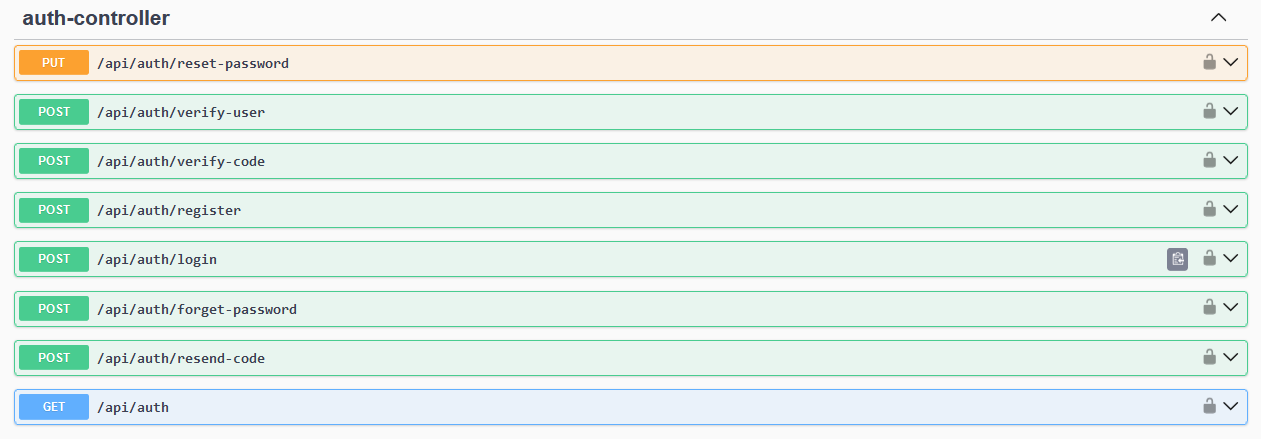 auth-controller
PUT /api/auth/reset-password
POST /api/auth/verify-user
POST /api/auth/verify-code
POST /api/auth/register
POST /api/auth/login
POST /api/auth/forget-password
POST /api/auth/resend-code
GET /api/auth